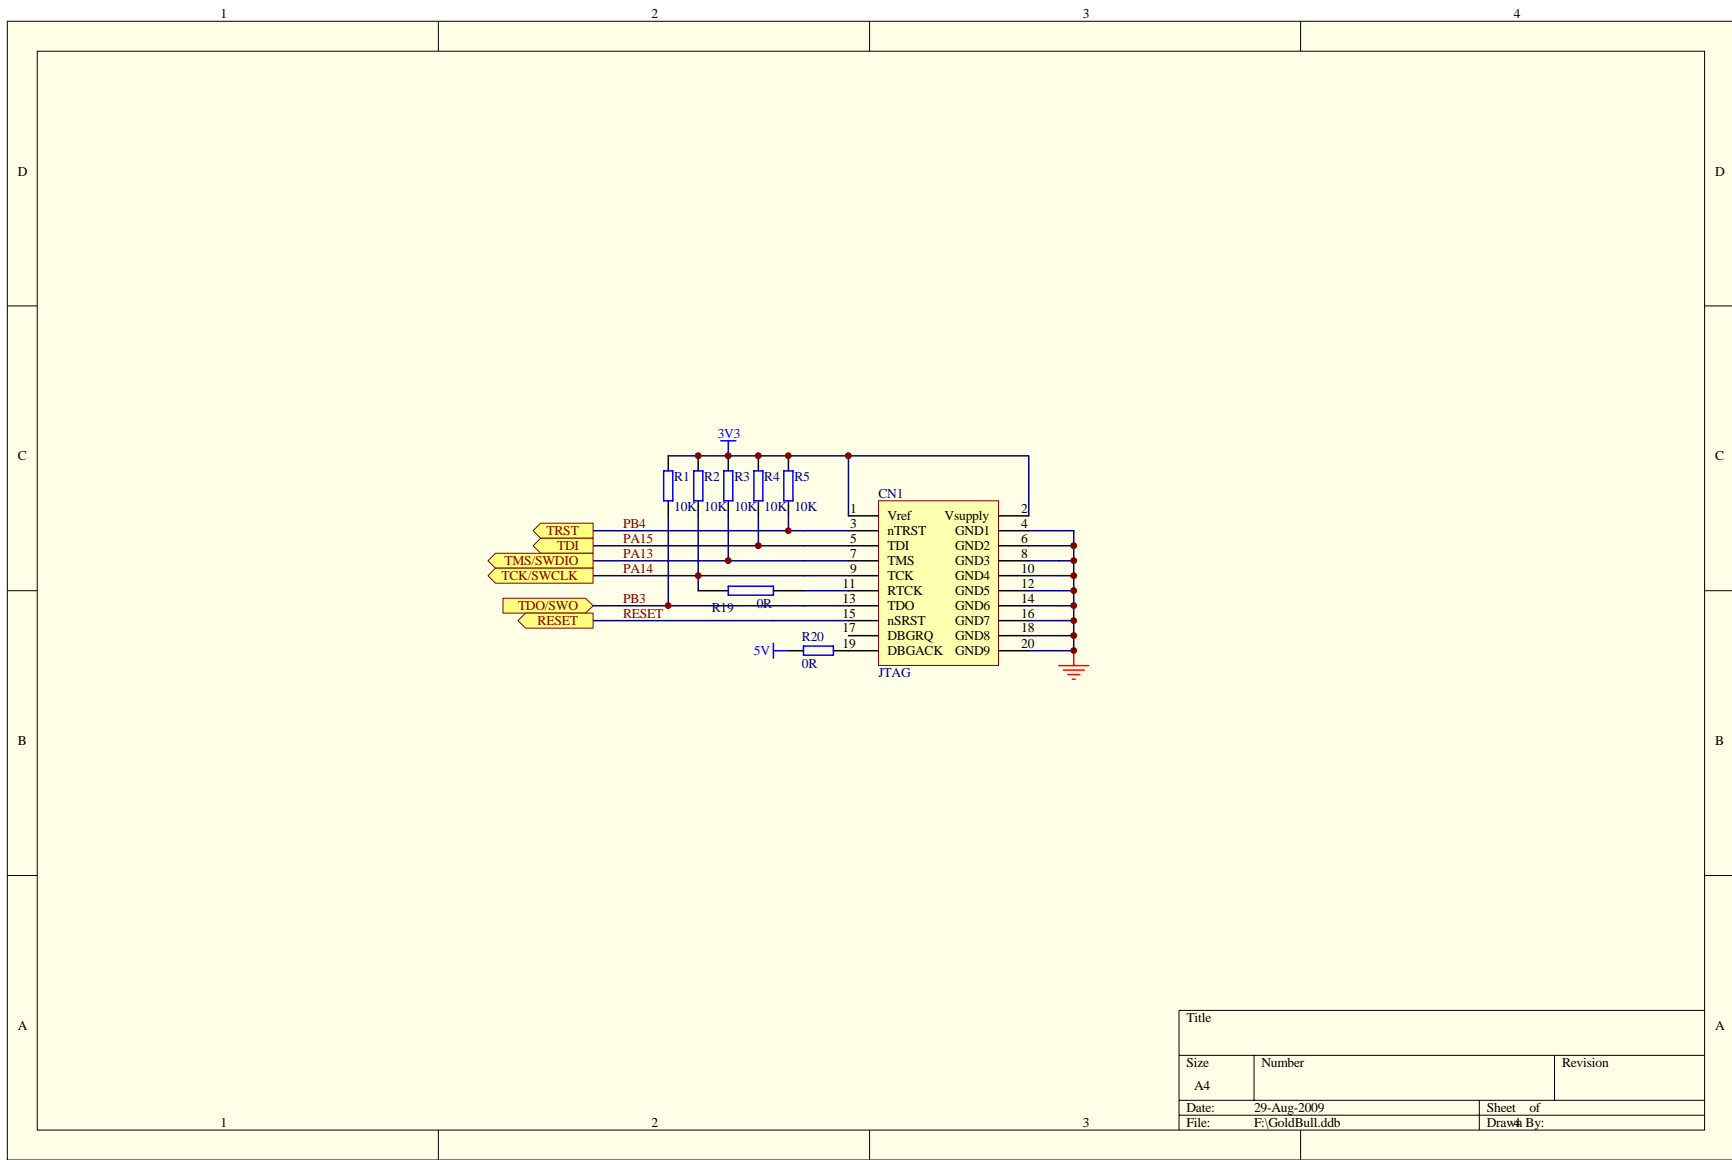 1 2 3 4
D D
C C
B B
A A
3V3
R1 R2 R3 R4 R5
10K 10K 10K 10K 10K
CN1
1 Vref Vsupply 2
TRST PB4 3 nTRST GND1 4
TDI PA15 5 TDI GND2 6
TMS/SWDIO PA13 7 TMS GND3 8
TCK/SWCLK PA14 9 TCK GND4 10
11 RTCK GND5 12
R19 0R
TDO/SWO PB3 13 TDO GND6 14
RESET RESET 15 nSRST GND7 16
17 DBGRQ GND8 18
R20
5V 19 DBGACK GND9 20
0R
JTAG
Title
Size Number Revision
A4
Date: 29-Aug-2009 Sheet of
File: F:\GoldBull.ddb Drawn By: 4
1 2 3